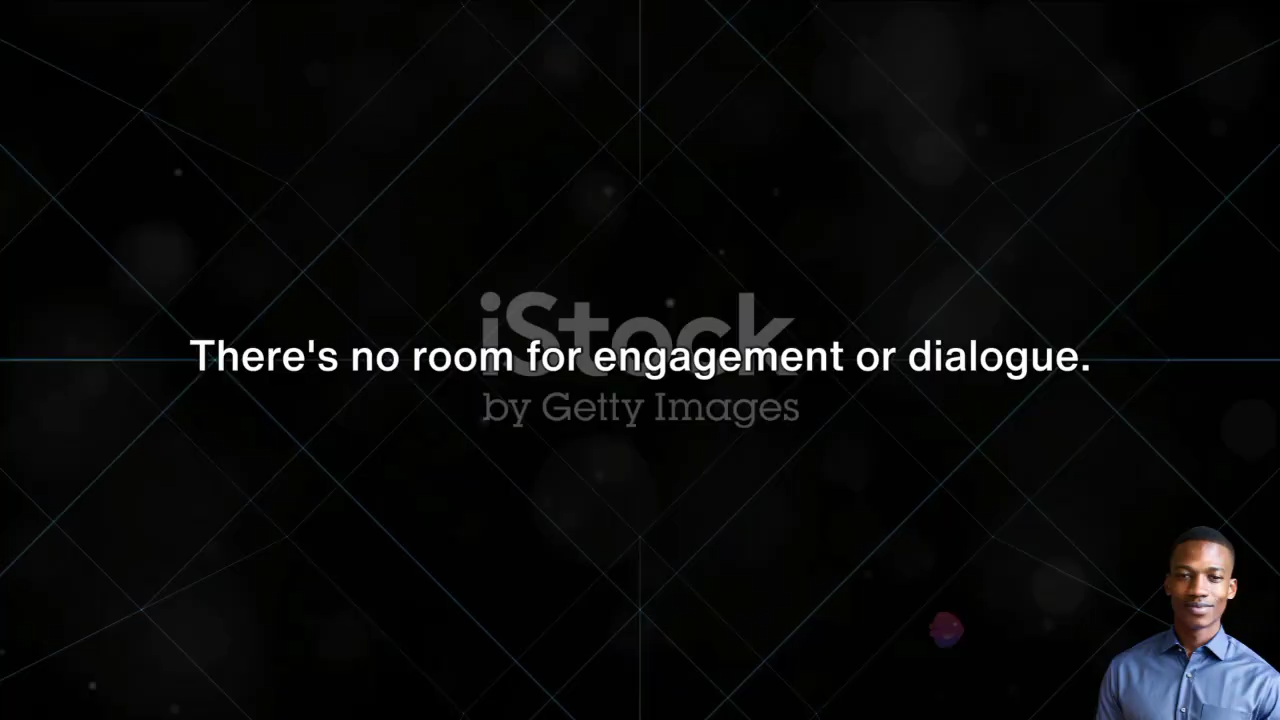 iStock
There's no room for engagement or dialogue.
by Getty Images